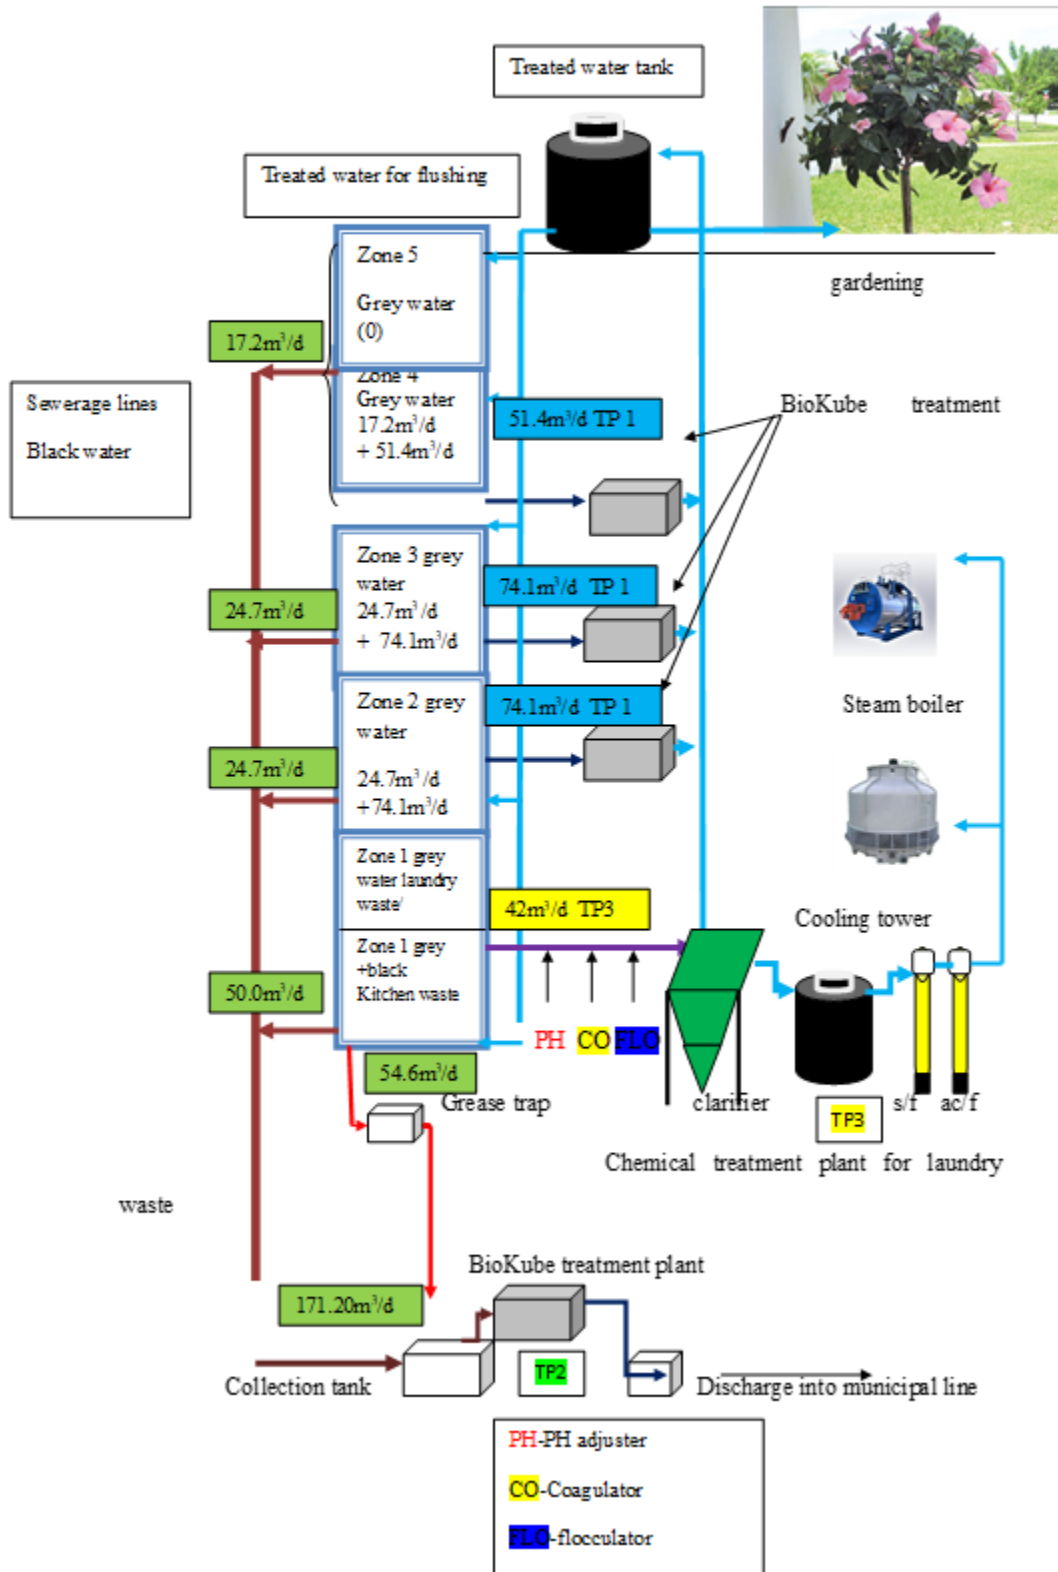 Treated water tank
Treated water for flushing
Zone 5
Grey water
(0)
gardening
17.2m³/d
Zone 4
Grey water
17.2m³/d
+ 51.4m³/d
51.4m³/d TP 1
BioKube treatment
Sewerage lines
Black water
Zone 3 grey
water
24.7m³/d
+ 74.1m³/d
74.1m³/d TP 1
24.7m³/d
Zone 2 grey
water
24.7m³/d
+74.1m³/d
74.1m³/d TP 1
24.7m³/d
Steam boiler
Zone 1 grey
water laundry
waste/
42m³/d TP3
Cooling tower
Zone 1 grey
+black
Kitchen waste
50.0m³/d
PH CO FLO
54.6m³/d
Grease trap
clarifier
s/f ac/f
TP3
Chemical treatment plant for laundry
waste
BioKube treatment plant
171.20m³/d
TP2
Collection tank
Discharge into municipal line
PH-PH adjuster
CO-Coagulator
FLO-flocculator